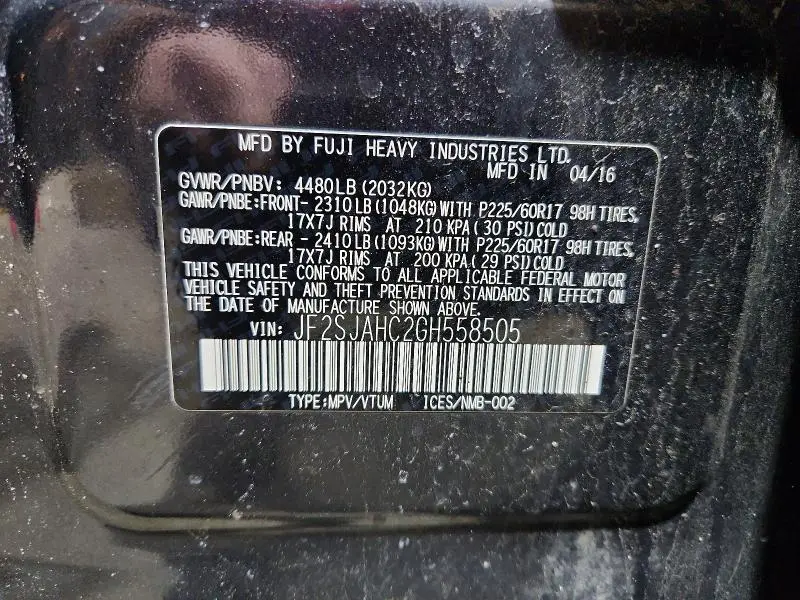 MFD BY FUJI HEAVY INDUSTRIES LTD.
MFD IN 04/16
GVWR/PNBV: 4480LB(2032KG)
GAWR/PNBE:FRONT- 2310LB(1048KG)WITH P225/60R17 98H TIRES,
17X7J RIMS AT 210 KPA(30 PSI)COLD
GAWR/PNBE:REAR - 2410LB(1093KG)WITH P225/60R17 98H TIRES,
17X7J RIMS AT 200 KPA(29 PSI)COLD
THIS VEHICLE CONFORMS TO ALL APPLICABLE FEDERAL MOTOR
VEHICLE SAFETY AND THEFT PREVENTION STANDARDS IN EFFECT ON
THE DATE OF MANUFACTURE SHOWN ABOVE.
VIN: JF2SJAHC2GH558505
TYPE:MPV/VTUM ICES/NMB-002